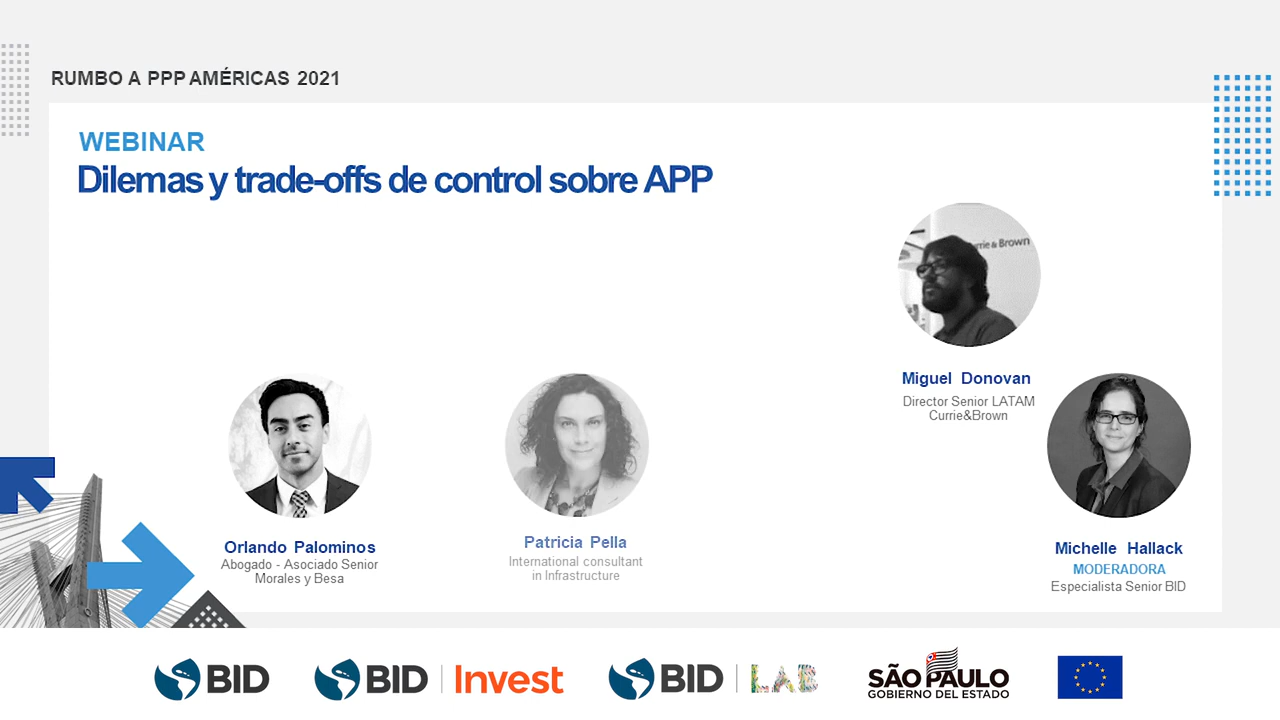 RUMBO A PPP AMÉRICAS 2021
WEBINAR
Dilemas y trade-offs de control sobre APP
urrie & Brown
Miguel Donovan
Director Senior LATAM
Currie&Brown
Orlando Palominos
Abogado - Asociado Senior
Morales y Besa
Patricia Pella
International consultant
in Infrastructure
Michelle Hallack
MODERADORA
Especialista Senior BID
BID
BID Invest
BID LAB
SÃO PAULO
GOBIERNO DEL ESTADO